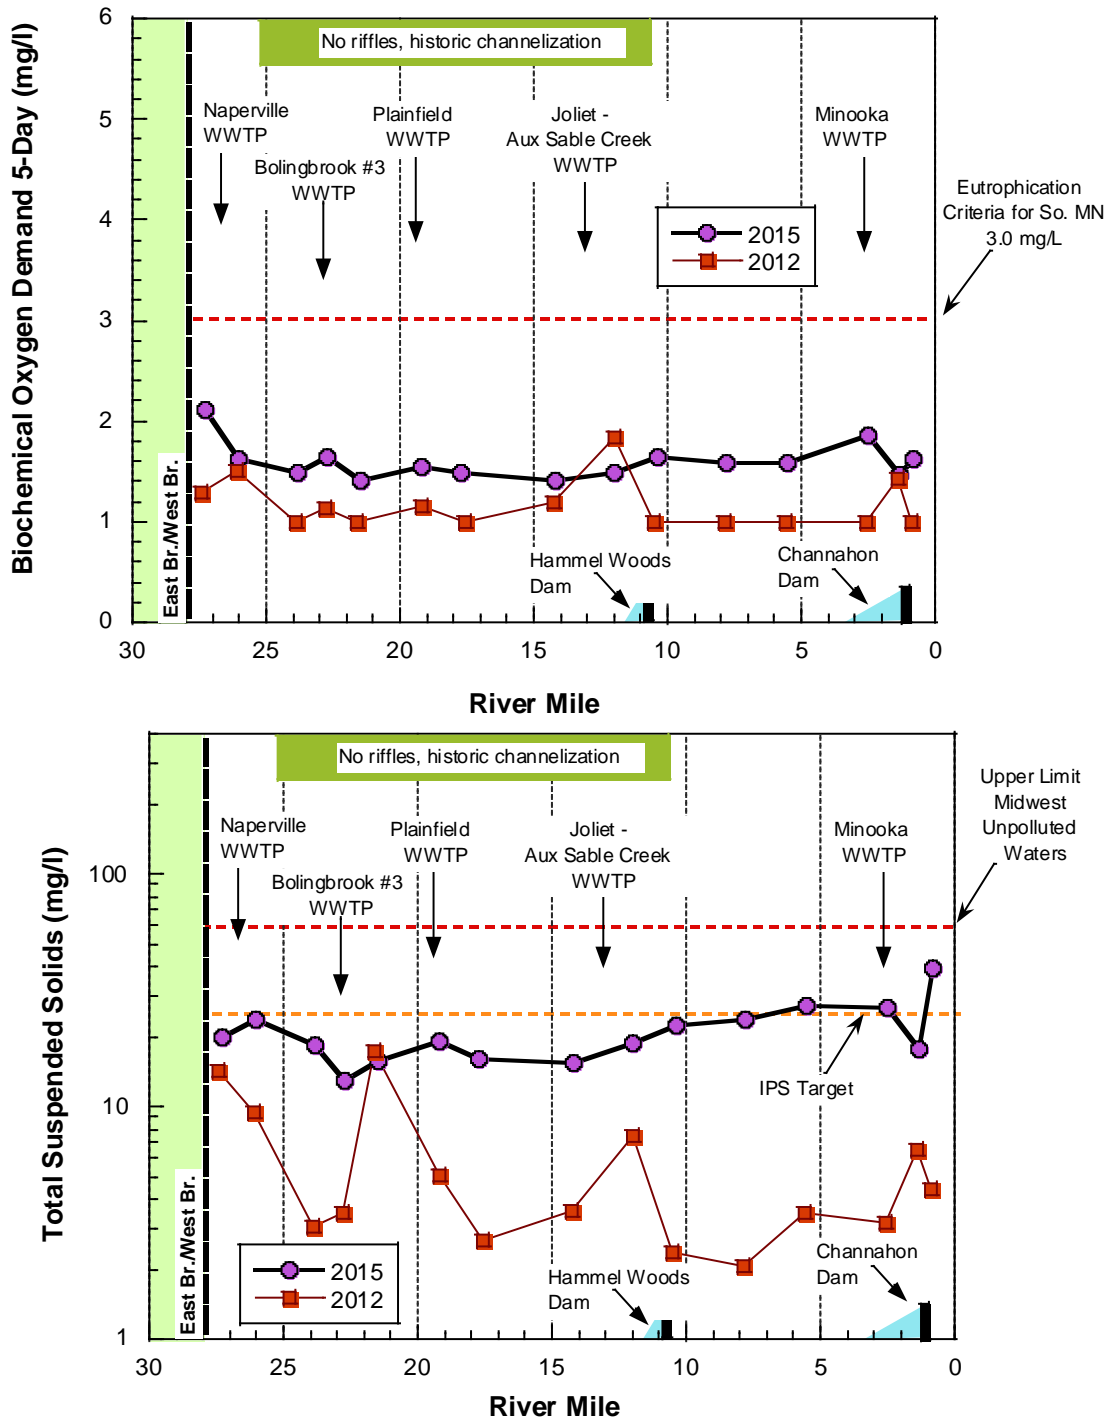 Biochemical Oxygen Demand 5-Day (mg/l)
6
5
4
3
2
1
0
No riffles, historic channelization
Naperville
WWTP
Bolingbrook #3
WWTP
Plainfield
WWTP
Joliet -
Aux Sable Creek
WWTP
Minooka
WWTP
2015
2012
Eutrophication
Criteria for So. MN
3.0 mg/L
East Br./West Br.
Hammel Woods
Dam
Channahon
Dam
30 25 20 15 10 5 0
River Mile
Total Suspended Solids (mg/l)
100
10
1
No riffles, historic channelization
Naperville
WWTP
Bolingbrook #3
WWTP
Plainfield
WWTP
Joliet -
Aux Sable Creek
WWTP
Minooka
WWTP
Upper Limit
Midwest
Unpolluted
Waters
IPS Target
East Br./West Br.
2015
2012
Hammel Woods
Dam
Channahon
Dam
30 25 20 15 10 5 0
River Mile